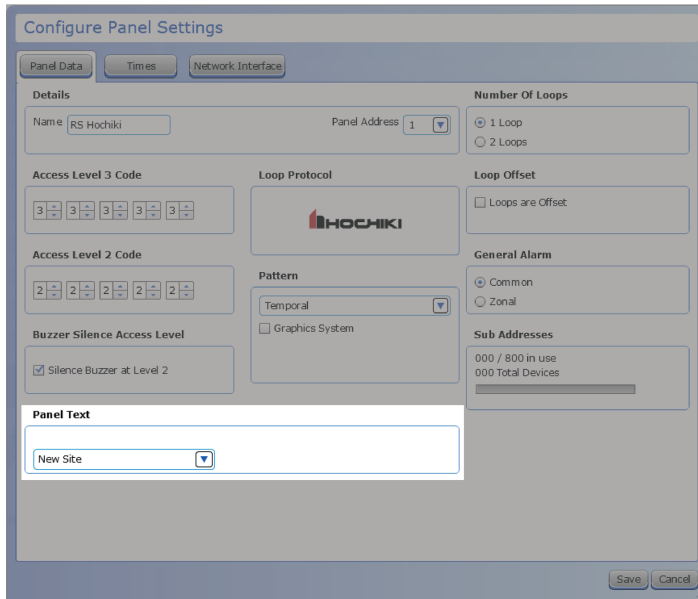 Configure Panel Settings
Panel Data
Times
Network Interface
Details
Name RS Hochiki
Panel Address 1
Number Of Loops
1 Loop
2 Loops
Access Level 3 Code
3 3 3 3 3
Loop Protocol
HOCHIKI
Loop Offset
Loops are Offset
Access Level 2 Code
2 2 2 2 2
Pattern
Temporal
Graphics System
General Alarm
Common
Zonal
Buzzer Silence Access Level
Silence Buzzer at Level 2
Sub Addresses
000 / 800 in use
000 Total Devices
Panel Text
New Site
Save
Cancel